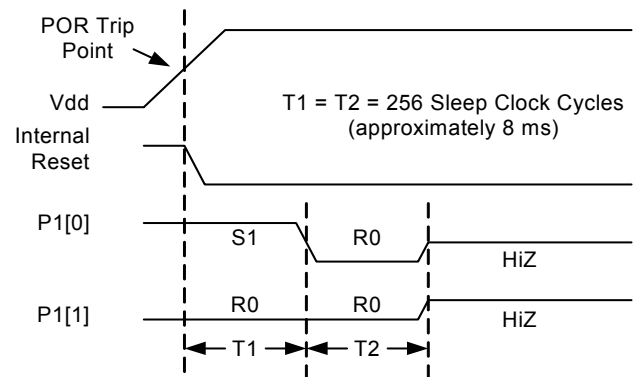 POR Trip
Point
Vdd
T1 = T2 = 256 Sleep Clock Cycles
(approximately 8 ms)
Internal
Reset
P1[0]
S1
R0
HiZ
P1[1]
R0
R0
HiZ
T1
T2